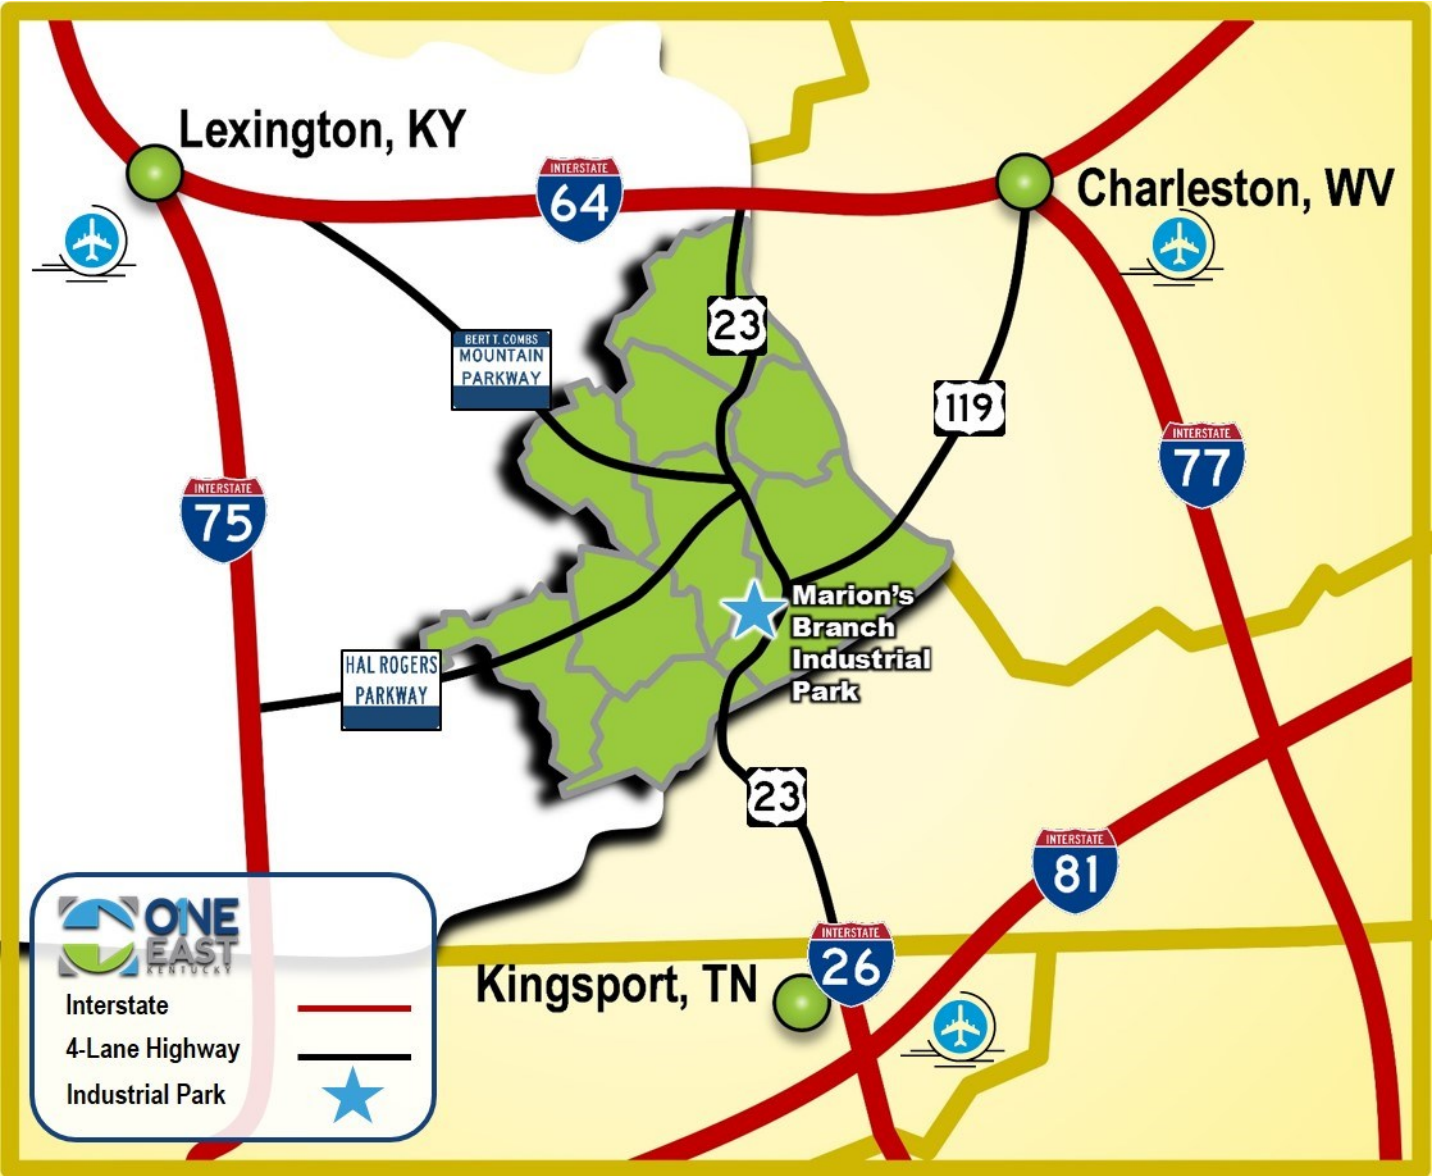 Lexington, KY
INTERSTATE
64
Charleston, WV
23
BERT T. COMBS
MOUNTAIN
PARKWAY
119
INTERSTATE
77
INTERSTATE
75
Marion's
Branch
Industrial
Park
HAL ROGERS
PARKWAY
23
INTERSTATE
81
INTERSTATE
26
Kingsport, TN
ONE
EAST
KENTUCKY
Interstate
4-Lane Highway
Industrial Park